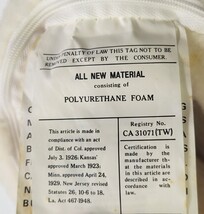 UNDER PENALTY OF LAW THIS TAG NOT TO BE
REMOVED EXCEPT BY THE CONSUMER
ALL NEW MATERIAL
consisting of
POLYURETHANE FOAM
Registry No.
CA 31071 (TW)
This article is made in
compliance with an act
of Dist. of Col. approved
July 3, 1926. Kansas'
approved March 1923;
Minn. approved April 24,
1929. New Jersey revised
Statutes 26. 10-6 to 18
La. Act 467-1948.
Certification is
made by the
manufacturer
that the
materials in this
article are
described in ac-
cordance with
law.